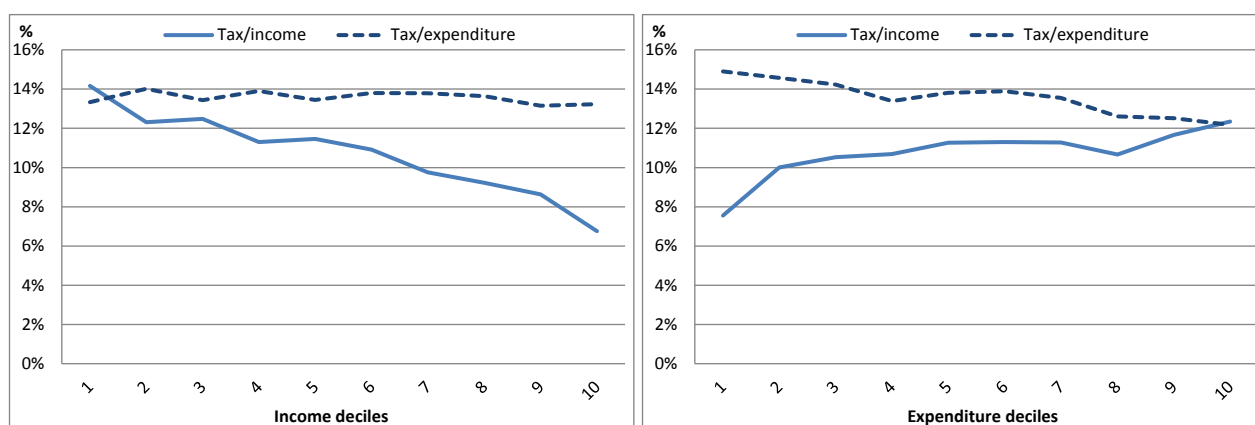 %
Tax/income
Tax/expenditure
16%
14%
12%
10%
8%
6%
4%
2%
0%
1 2 3 4 5 6 7 8 9 10
Income deciles
%
Tax/income
Tax/expenditure
16%
14%
12%
10%
8%
6%
4%
2%
0%
1 2 3 4 5 6 7 8 9 10
Expenditure deciles